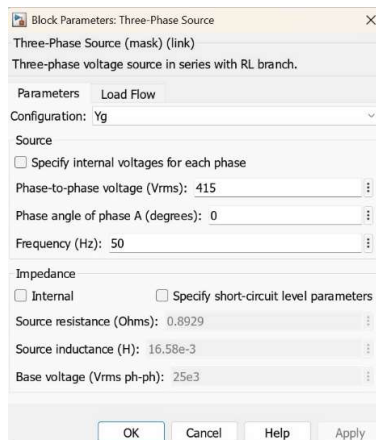 Block Parameters: Three-Phase Source
Three-Phase Source (mask) (link)
Three-phase voltage source in series with RL branch.
Parameters Load Flow
Configuration: Yg
Source
Specify internal voltages for each phase
Phase-to-phase voltage (Vrms): 415
Phase angle of phase A (degrees): 0
Frequency (Hz): 50
Impedance
Internal Specify short-circuit level parameters
Source resistance (Ohms): 0.8929
Source inductance (H): 16.58e-3
Base voltage (Vrms ph-ph): 25e3
OK Cancel Help Apply